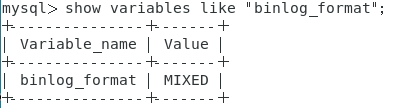 mysql> show variables like "binlog_format";
+---------------+-------+
| Variable_name | Value |
+---------------+-------+
| binlog_format | MIXED |
+---------------+-------+